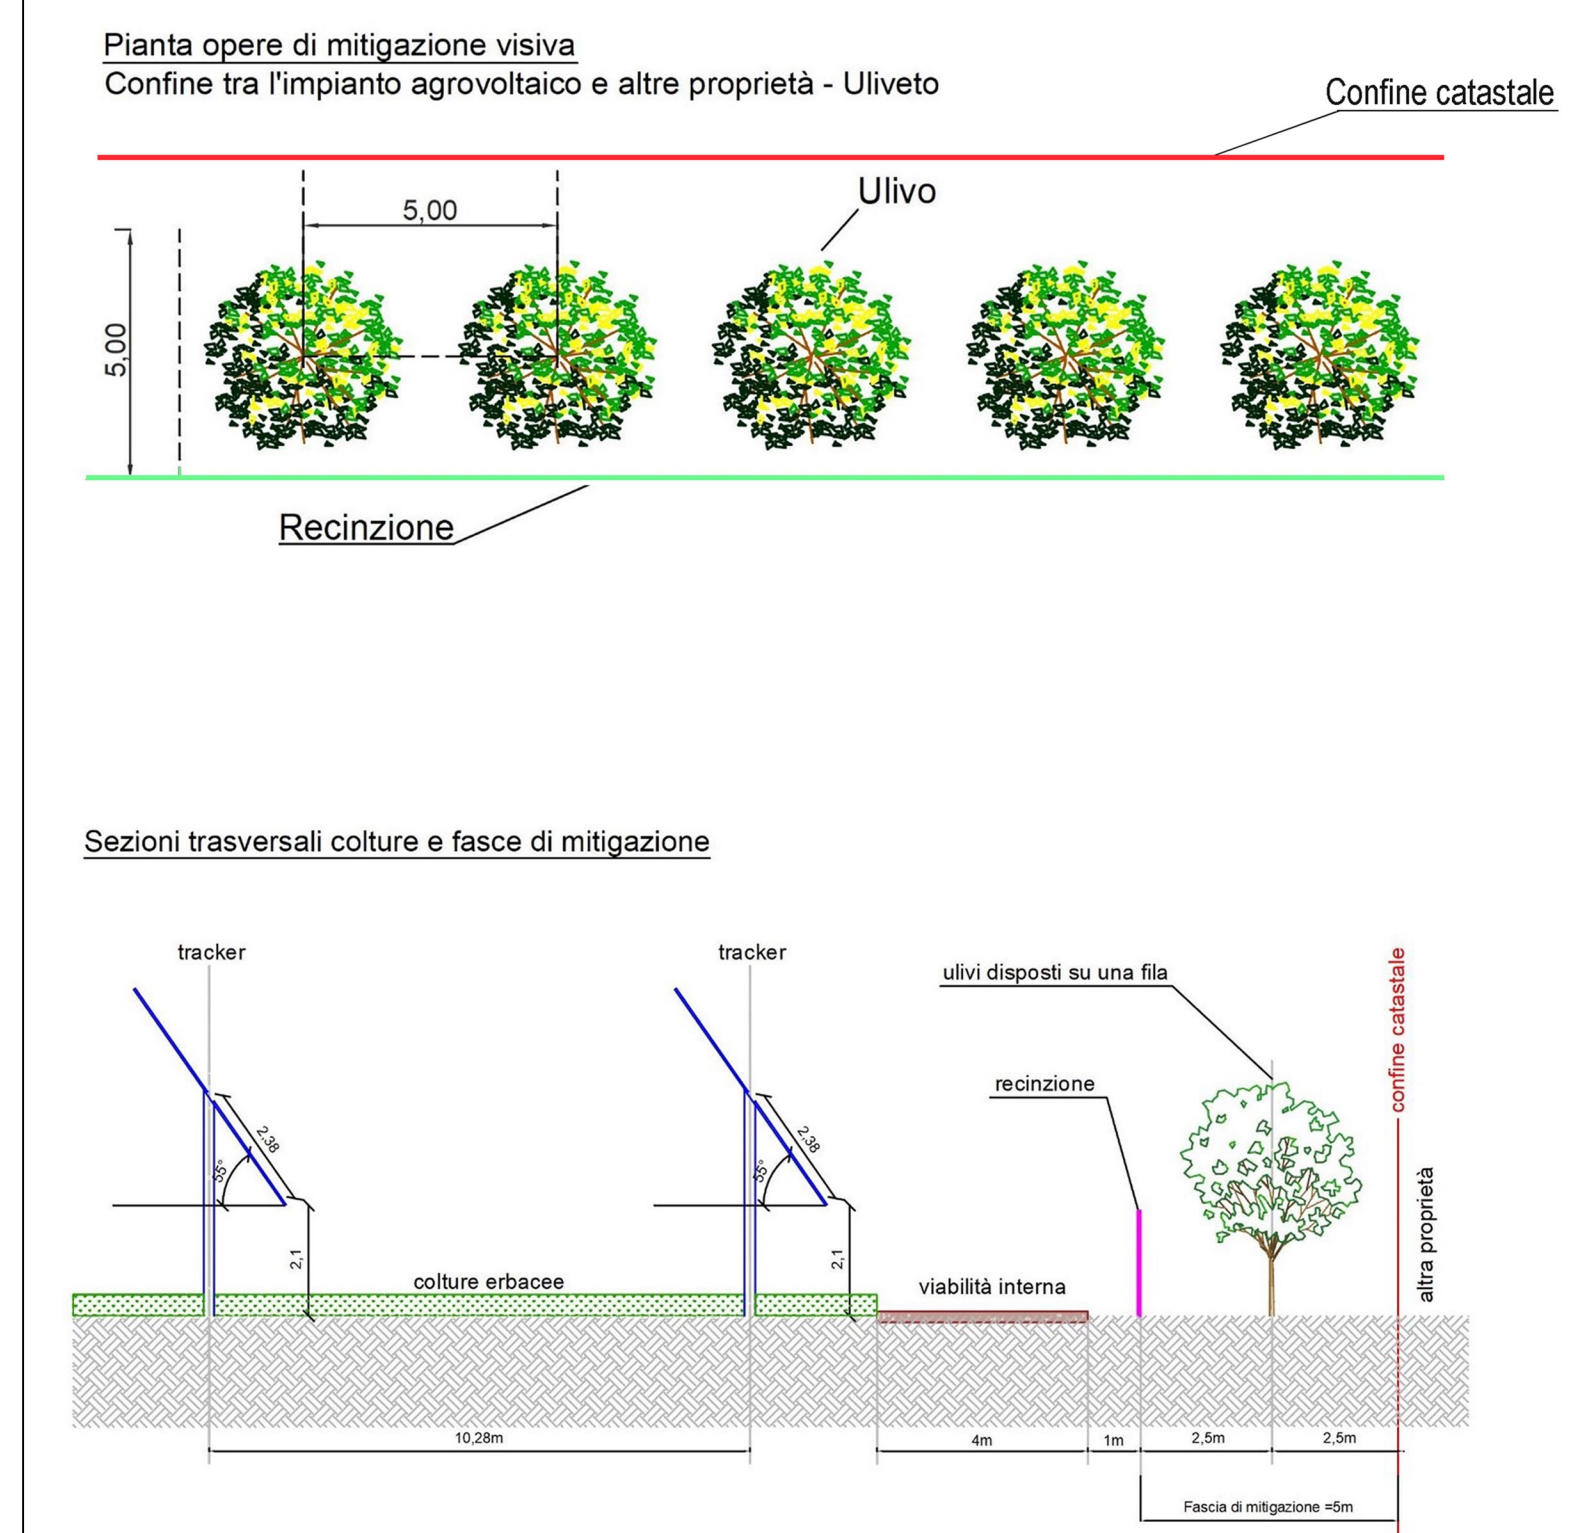 Pianta opere di mitigazione visiva
Confine tra l'impianto agrovoltaico e altre proprietà - Uliveto
Confine catastale
Ulivo
5,00
5,00
Recinzione
Sezioni trasversali colture e fasce di mitigazione
tracker
tracker
ulivi disposti su una fila
confine catastale
recinzione
2,38
2,38
55°
55°
altra proprietà
2,1
2,1
colture erbacee
viabilità interna
10,28m
4m
1m
2,5m
2,5m
Fascia di mitigazione =5m